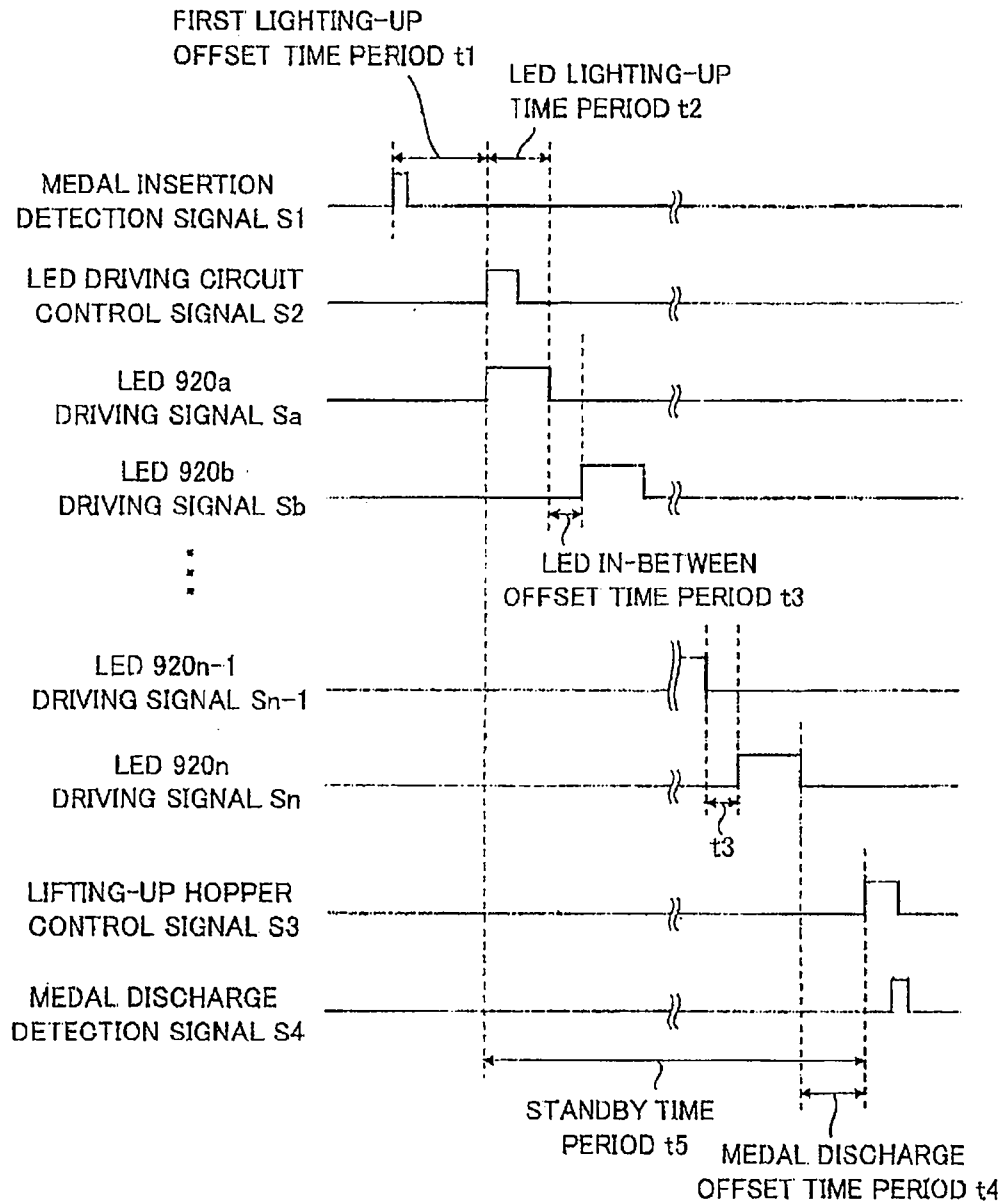 FIRST LIGHTING-UP
OFFSET TIME PERIOD t1
LED LIGHTING-UP
TIME PERIOD t2
MEDAL INSERTION
DETECTION SIGNAL S1
LED DRIVING CIRCUIT
CONTROL SIGNAL S2
LED 920a
DRIVING SIGNAL Sa
LED 920b
DRIVING SIGNAL Sb
LED IN-BETWEEN
OFFSET TIME PERIOD t3
LED 920n-1
DRIVING SIGNAL Sn-1
LED 920n
DRIVING SIGNAL Sn
t3
LIFTING-UP HOPPER
CONTROL SIGNAL S3
MEDAL DISCHARGE
DETECTION SIGNAL S4
STANDBY TIME
PERIOD t5
MEDAL DISCHARGE
OFFSET TIME PERIOD t4